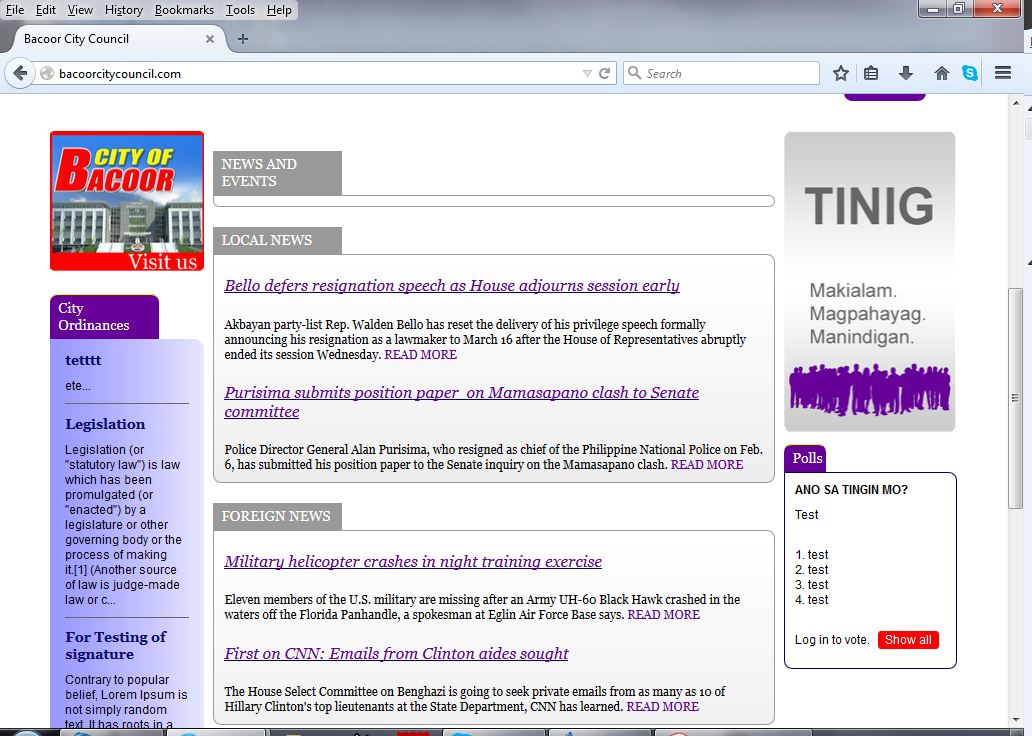 File Edit View History Bookmarks Tools Help
Bacoor City Council
bacoorcitycouncil.com
Search
CITY OF
BACOOR
Visit us
City
Ordinances
tetttt
ete...
Legislation
Legislation (or
"statutory law") is law
which has been
promulgated (or
"enacted") by a
legislature or other
governing body or the
process of making
it.[1] (Another source
of law is judge-made
law or c...
For Testing of
signature
Contrary to popular
belief, Lorem Ipsum is
not simply random
text. It has roots in a
NEWS AND
EVENTS
LOCAL NEWS
Bello defers resignation speech as House adjourns session early
Akbayan party-list Rep. Walden Bello has reset the delivery of his privilege speech formally
announcing his resignation as a lawmaker to March 16 after the House of Representatives abruptly
ended its session Wednesday. READ MORE
Purisima submits position paper on Mamasapano clash to Senate
committee
Police Director General Alan Purisima, who resigned as chief of the Philippine National Police on Feb.
6, has submitted his position paper to the Senate inquiry on the Mamasapano clash. READ MORE
FOREIGN NEWS
Military helicopter crashes in night training exercise
Eleven members of the U.S. military are missing after an Army UH-60 Black Hawk crashed in the
waters off the Florida Panhandle, a spokesman at Eglin Air Force Base says. READ MORE
First on CNN: Emails from Clinton aides sought
The House Select Committee on Benghazi is going to seek private emails from as many as 10 of
Hillary Clinton's top lieutenants at the State Department, CNN has learned. READ MORE
TINIG
Makialam.
Magpahayag.
Manindigan.
Polls
ANO SA TINGIN MO?
Test
1. test
2. test
3. test
4. test
Log in to vote. Show all